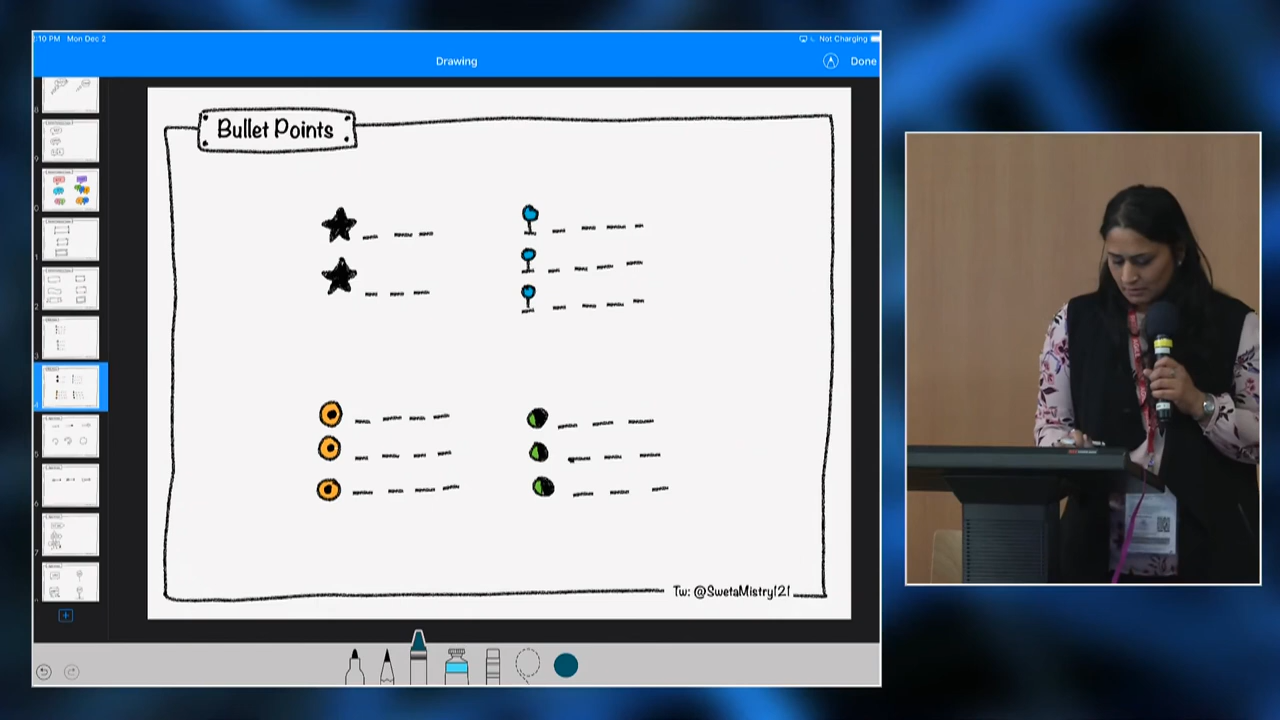 :10 PM Mon Dec 2
Not Charging
Drawing
Done
Bullet Points
Tw: @SwetaMistry121